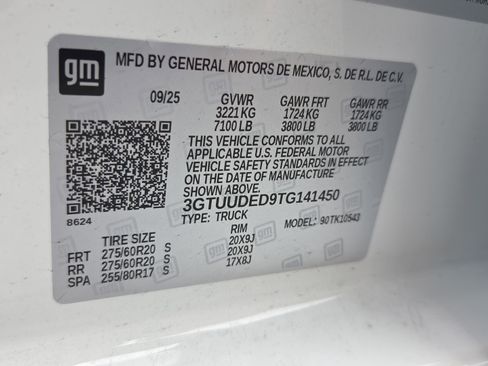 gm
MFD BY GENERAL MOTORS DE MEXICO, S. DE R.L. DE C.V.
09/25 GVWR GAWR FRT GAWR RR
3221 KG 1724 KG 1724 KG
7100 LB 3800 LB 3800 LB
THIS VEHICLE CONFORMS TO ALL
APPLICABLE U.S. FEDERAL MOTOR
VEHICLE SAFETY STANDARDS IN EFFECT
ON THE DATE OF MANUFACTURE
SHOWN ABOVE.
3GTUUDED9TG141450
8624 TYPE: TRUCK MODEL: 90TK10543
TIRE SIZE RIM
FRT 275/60R20 S 20X9J
RR 275/60R20 S 20X9J
SPA 255/80R17 S 17X8J